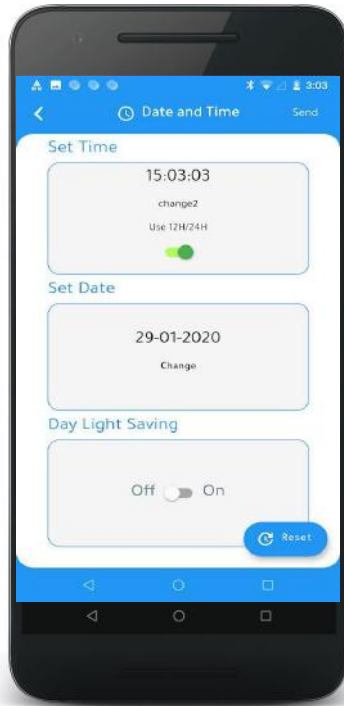 3:03
Date and Time
Send
Set Time
15:03:03
change2
Use 12H/24H
Set Date
29-01-2020
Change
Day Light Saving
Off On
Reset